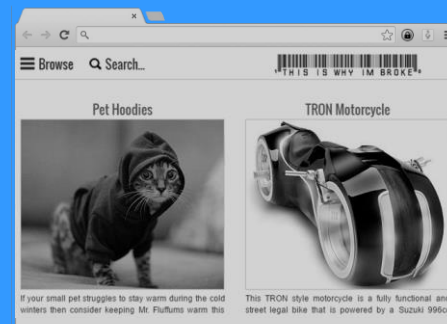 Browse Search...
THIS IS WHY IM BROKE
Pet Hoodies
If your small pet struggles to stay warm during the cold
winters then consider keeping Mr. Fluffums warm this
TRON Motorcycle
This TRON style motorcycle is a fully functional and
street legal bike that is powered by a Suzuki 996cc